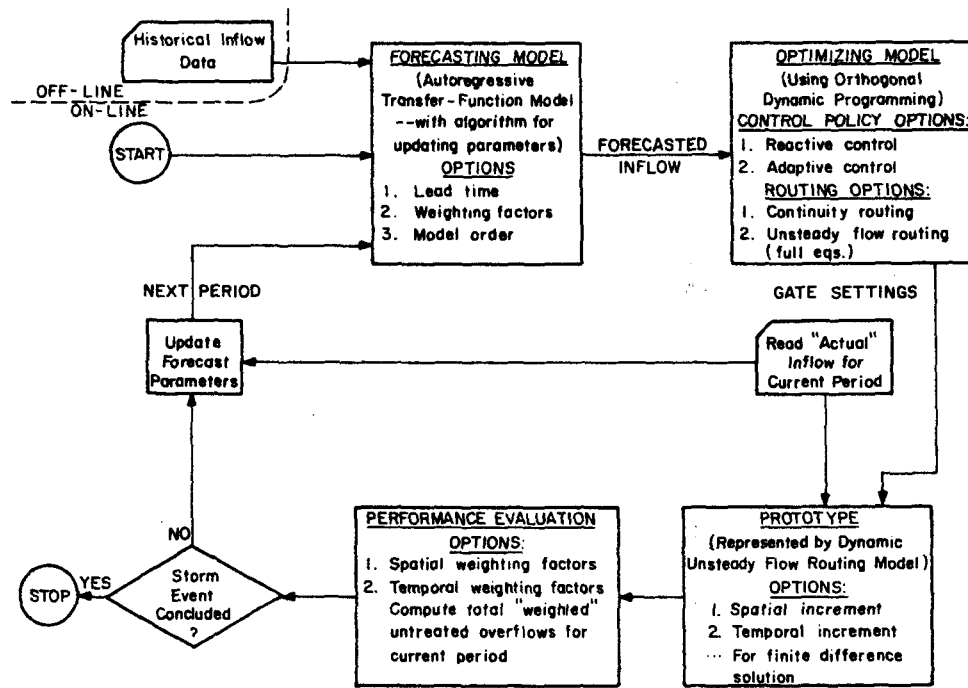 Historical Inflow
Data
OFF-LINE
ON-LINE
START
FORECASTING MODEL
(Autoregressive
Transfer-Function Model
--with algorithm for
updating parameters)
OPTIONS
1. Lead time
2. Weighting factors
3. Model order
FORECASTED
INFLOW
OPTIMIZING MODEL
(Using Orthogonal
Dynamic Programming)
CONTROL POLICY OPTIONS:
1. Reactive control
2. Adaptive control
ROUTING OPTIONS:
1. Continuity routing
2. Unsteady flow routing
(full eqs.)
NEXT PERIOD
GATE SETTINGS
Update
Forecast
Parameters
Read "Actual"
Inflow for
Current Period
NO
YES
STOP
Storm
Event
Concluded
?
PERFORMANCE EVALUATION
OPTIONS:
1. Spatial weighting factors
2. Temporal weighting factors
Compute total "weighted"
untreated overflows for
current period
PROTOTYPE
(Represented by Dynamic
Unsteady Flow Routing Model)
OPTIONS:
1. Spatial increment
2. Temporal increment
··· For finite difference
solution